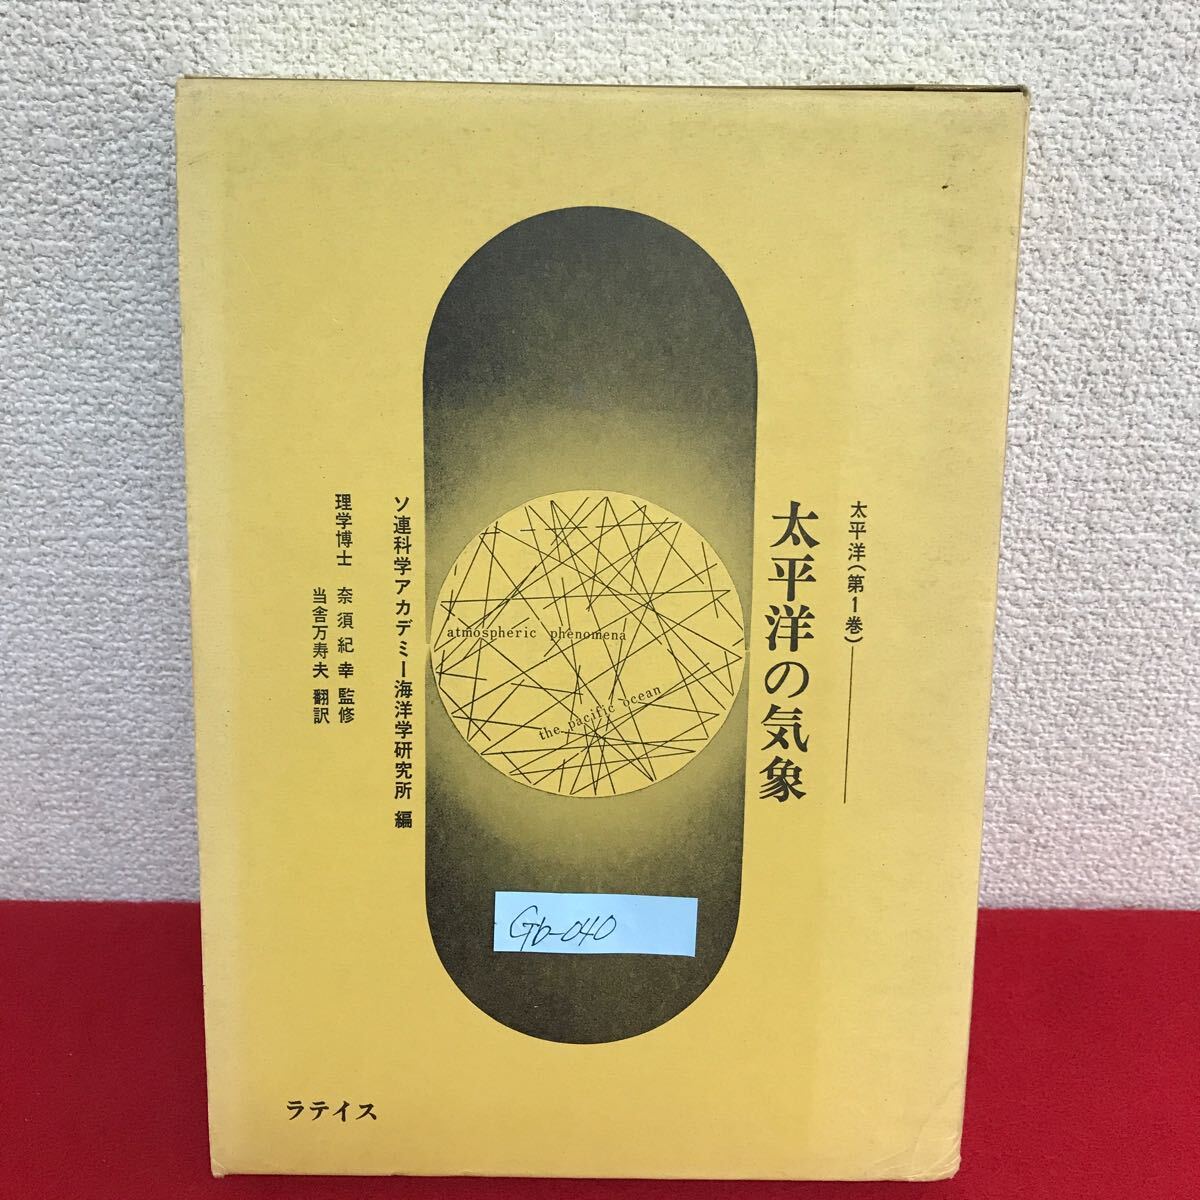 太平洋(第1巻)
太平洋の気象
atmospheric phenomena
the pacific ocean
ソ連科学アカデミー海洋学研究所 編
理学博士 奈須紀幸 監修
当舎万寿夫 翻訳
Gb-040
ラテイス